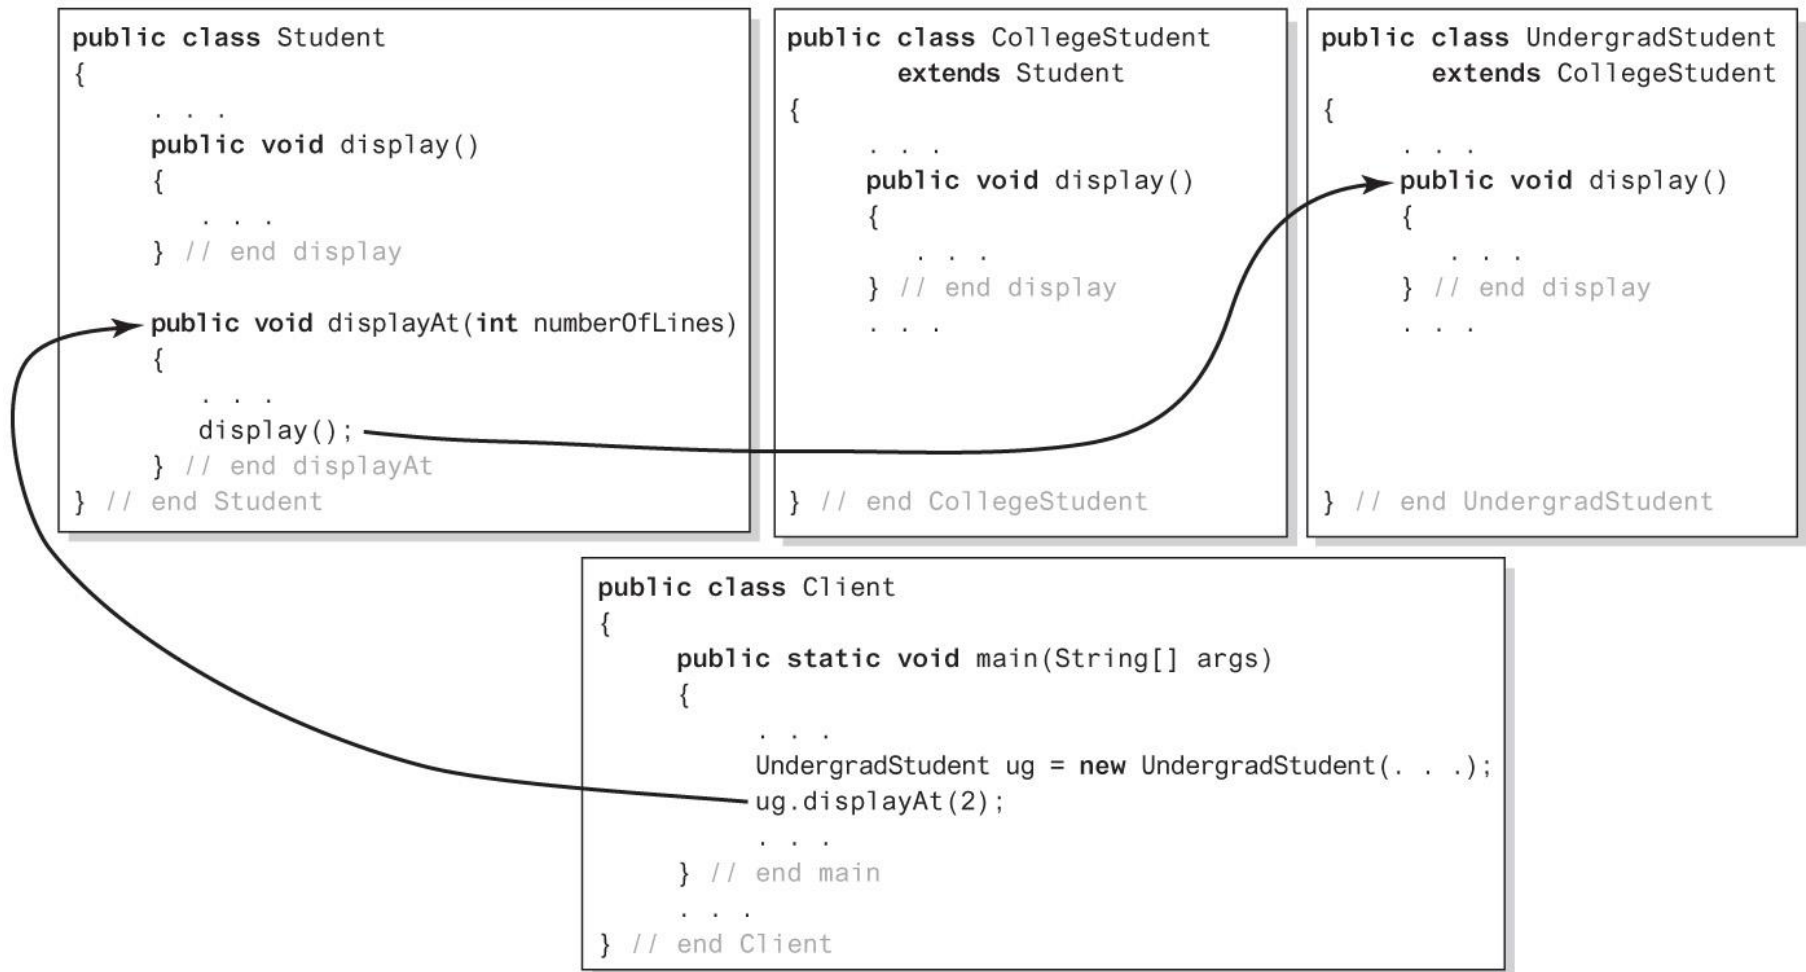 public class Student
{
. . .
public void display()
{
. . .
} // end display
public void displayAt(int numberOfLines)
{
. . .
display();
} // end displayAt
} // end Student
public class CollegeStudent
extends Student
{
. . .
public void display()
{
. . .
} // end display
. . .
} // end CollegeStudent
public class UndergradStudent
extends CollegeStudent
{
. . .
public void display()
{
. . .
} // end display
. . .
} // end UndergradStudent
public class Client
{
public static void main(String[] args)
{
. . .
UndergradStudent ug = new UndergradStudent(. . .);
ug.displayAt(2);
. . .
} // end main
. . .
} // end Client